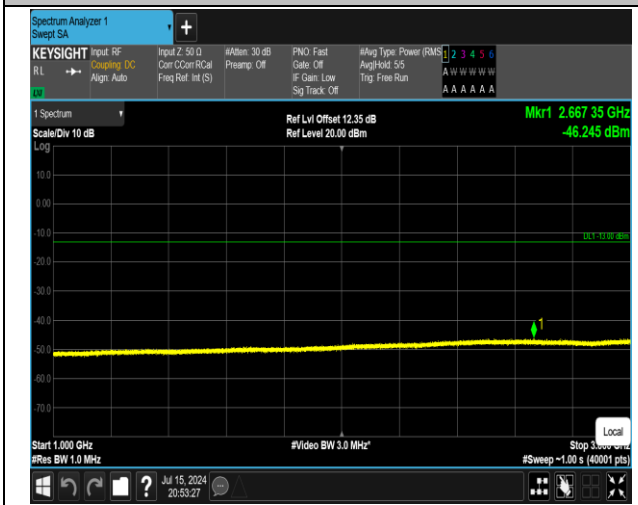 Spectrum Analyzer 1
Swept SA
+
KEYSIGHT
RL
Input: RF
Coupling: DC
Align: Auto
Input Z: 50 Ω
Corr CCorr RCal
Freq Ref: Int (S)
#Atten: 30 dB
Preamp: Off
PNO: Fast
Gate: Off
IF Gain: Low
Sig Track: Off
#Avg Type: Power (RMS
Avg|Hold: 5/5
Trig: Free Run
1 2 3 4 5 6
A W W W W W
A A A A A A
1 Spectrum
Scale/Div 10 dB
Log
Ref Lvl Offset 12.35 dB
Ref Level 20.00 dBm
Mkr1 2.667 35 GHz
-46.245 dBm
10.0
0.00
-10.0
DL1 -13.00 dBm
-20.0
-30.0
-40.0
1
-50.0
-60.0
-70.0
Local
Start 1.000 GHz
#Res BW 1.0 MHz
#Video BW 3.0 MHz*
Stop
#Sweep ~1.00 s (40001 pts)
?
Jul 15, 2024
20:53:27